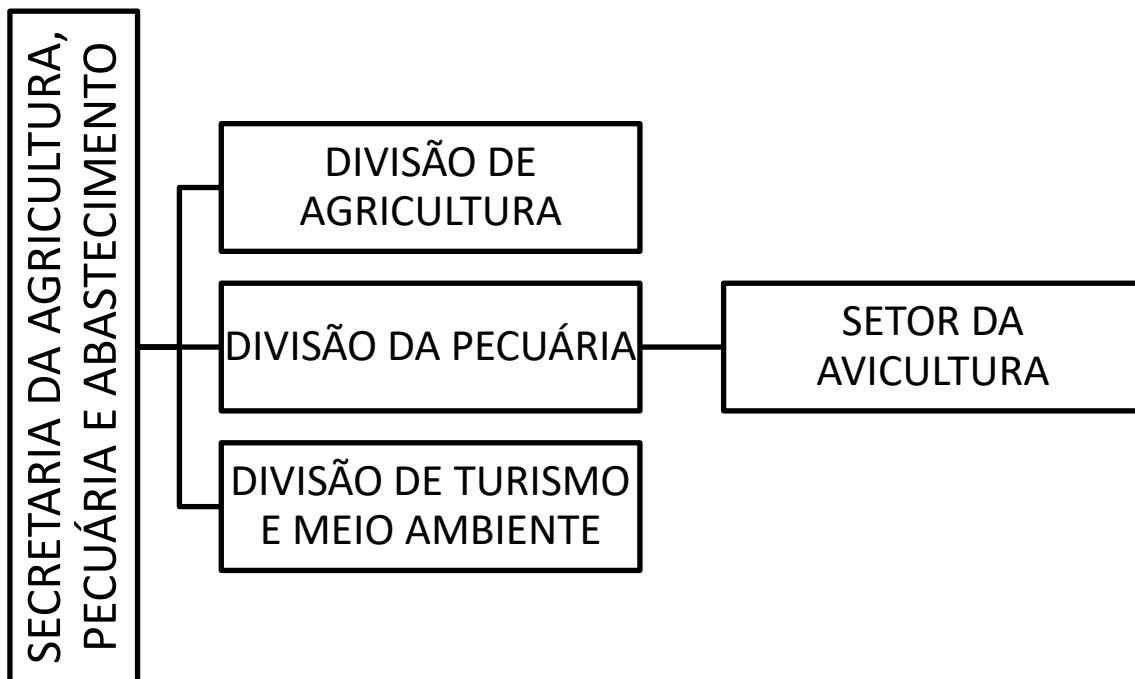 SECRETARIA DA AGRICULTURA,
PECUÁRIA E ABASTECIMENTO
DIVISÃO DE
AGRICULTURA
DIVISÃO DA PECUÁRIA
SETOR DA
AVICULTURA
DIVISÃO DE TURISMO
E MEIO AMBIENTE